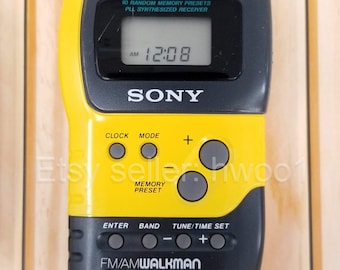 10 RANDOM MEMORY PRESETS
PLL SYNTHESIZED RECEIVER
AM 12:08
SONY
CLOCK MODE +
Etsy seller: hwoo1
MEMORY
PRESET −
ENTER BAND − TUNE/TIME SET +
FM/AM WALKMAN